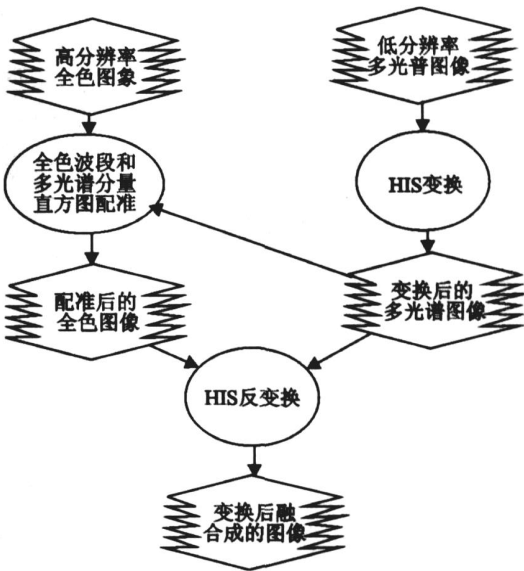 高分辨率
全色图象
低分辨率
多光普图像
全色波段和
多光谱分量
直方图配准
HIS变换
配准后的
全色图像
变换后的
多光谱图像
HIS反变换
变换后融
合成的图像